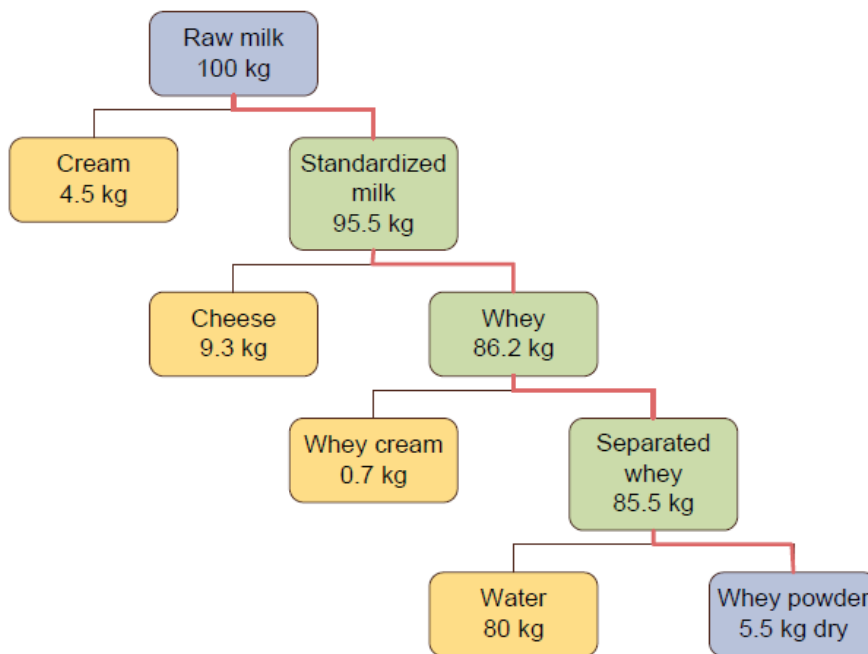 Raw milk
100 kg
Cream
4.5 kg
Standardized
milk
95.5 kg
Cheese
9.3 kg
Whey
86.2 kg
Whey cream
0.7 kg
Separated
whey
85.5 kg
Water
80 kg
Whey powder
5.5 kg dry